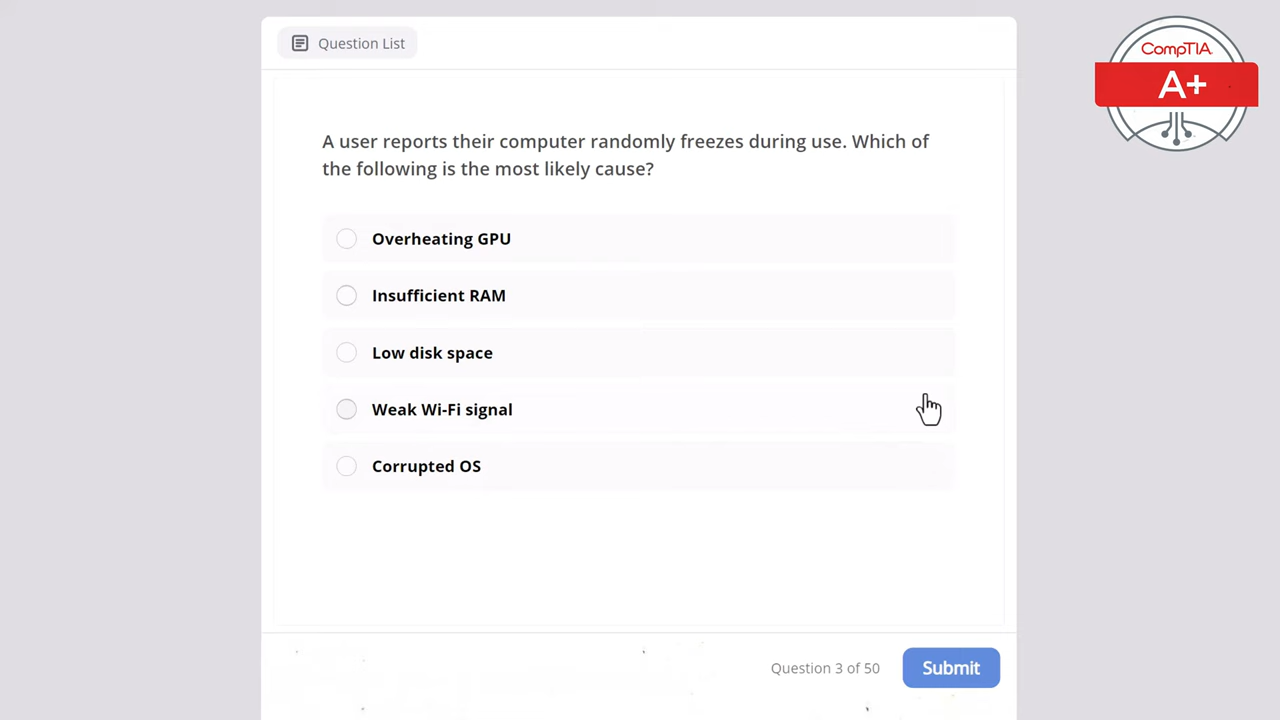 Question List
CompTIA
A+
A user reports their computer randomly freezes during use. Which of
the following is the most likely cause?
Overheating GPU
Insufficient RAM
Low disk space
Weak Wi-Fi signal
Corrupted OS
Question 3 of 50
Submit